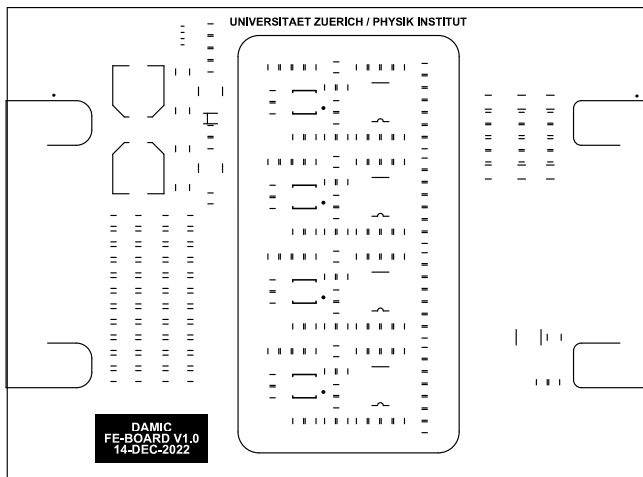 UNIVERSITAET ZUERICH / PHYSIK INSTITUT
DAMIC
FE-BOARD V1.0
14-DEC-2022